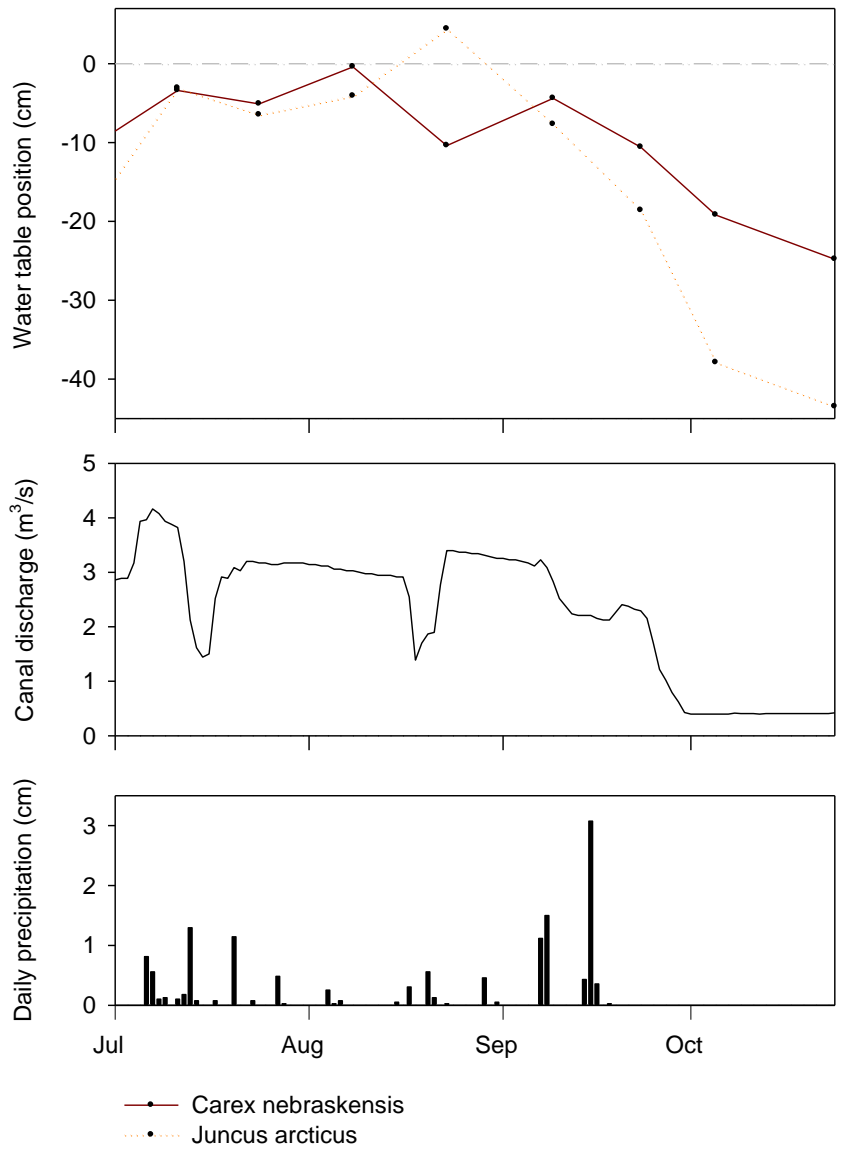 Water table position (cm)
0
-10
-20
-30
-40
Canal discharge (m³/s)
5
4
3
2
1
0
Daily precipitation (cm)
3
2
1
0
Jul Aug Sep Oct
Carex nebraskensis
Juncus arcticus